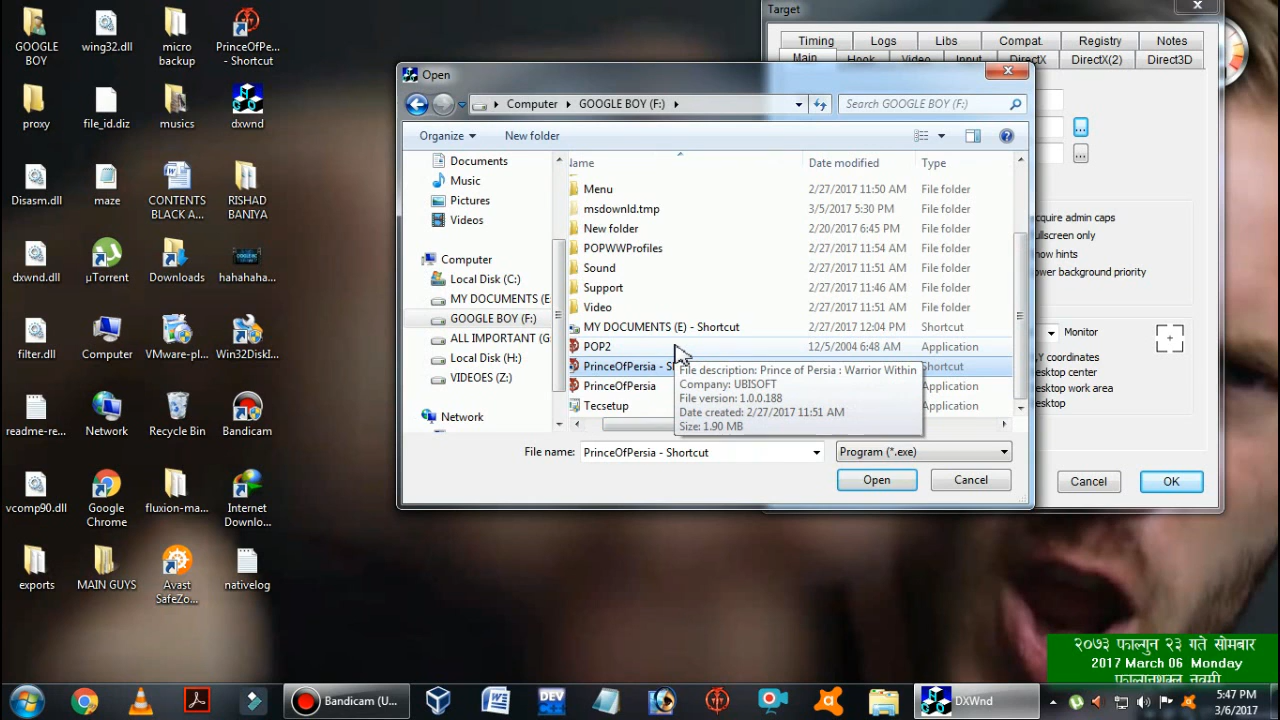 GOOGLE BOY
wing32.dll
micro backup
PrinceOfPe... - Shortcut
proxy
file_id.diz
musics
dxwnd
Disasm.dll
maze
CONTENTS BLACK A...
RISHAD BANIYA
dxwnd.dll
µTorrent
Downloads
hahahaha...
filter.dll
Computer
VMware-pl...
Win32DiskI...
readme-re...
Network
Recycle Bin
Bandicam
vcomp90.dll
Google Chrome
fluxion-ma...
Internet Downlo...
exports
MAIN GUYS
Avast SafeZo...
nativelog
Target
Timing Logs Libs Compat. Registry Notes
Main Hook Video Input DirectX DirectX(2) Direct3D
Open
Computer GOOGLE BOY (F:)
Search GOOGLE BOY (F:)
Organize New folder
Documents
Music
Pictures
Videos
Computer
Local Disk (C:)
MY DOCUMENTS (E
GOOGLE BOY (F:)
ALL IMPORTANT (G
Local Disk (H:)
VIDEOES (Z:)
Network
Name Date modified Type
Menu 2/27/2017 11:50 AM File folder
msdownld.tmp 3/5/2017 5:30 PM File folder
New folder 2/20/2017 6:45 PM File folder
POPWWProfiles 2/27/2017 11:54 AM File folder
Sound 2/27/2017 11:51 AM File folder
Support 2/27/2017 11:46 AM File folder
Video 2/27/2017 11:51 AM File folder
MY DOCUMENTS (E) - Shortcut 2/27/2017 12:04 PM Shortcut
POP2 12/5/2004 6:48 AM Application
PrinceOfPersia - Sh Shortcut
PrinceOfPersia Application
Tecsetup Application
File description: Prince of Persia : Warrior Within
Company: UBISOFT
File version: 1.0.0.188
Date created: 2/27/2017 11:51 AM
Size: 1.90 MB
File name: PrinceOfPersia - Shortcut Program (*.exe)
Open Cancel
...
...
cquire admin caps
ullscreen only
how hints
ower background priority
Monitor
,Y coordinates
esktop center
esktop work area
esktop
Cancel OK
२०७३ फाल्गुन २३ गते सोमबार
2017 March 06 Monday
फाल्गुनशुक्ल नवमी
Bandicam (U...
DEV
DXWnd
5:47 PM
3/6/2017